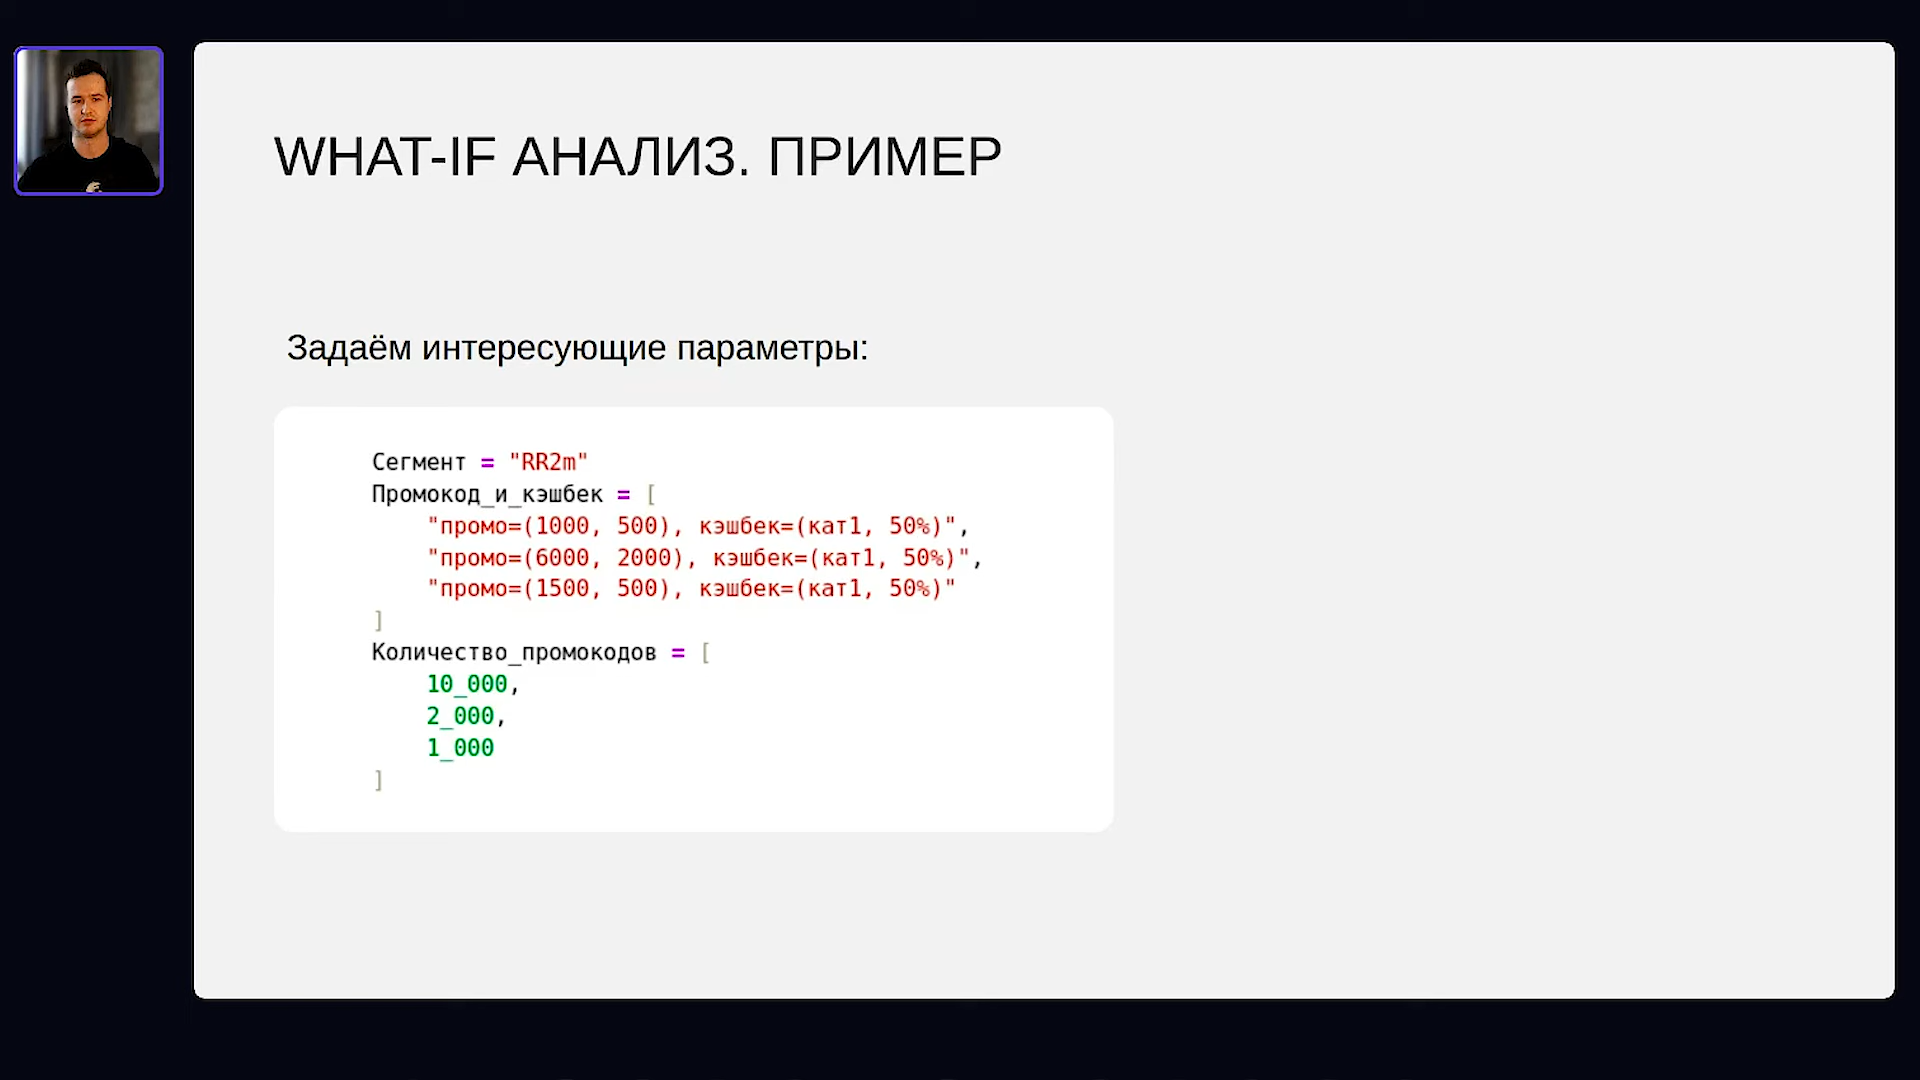 WHAT-IF АНАЛИЗ. ПРИМЕР
Задаём интересующие параметры:
Сегмент = "RR2m"
Промокод_и_кэшбек = [
"промо=(1000, 500), кэшбек=(кат1, 50%)",
"промо=(6000, 2000), кэшбек=(кат1, 50%)",
"промо=(1500, 500), кэшбек=(кат1, 50%)"
]
Количество_промокодов = [
10_000,
2_000,
1_000
]